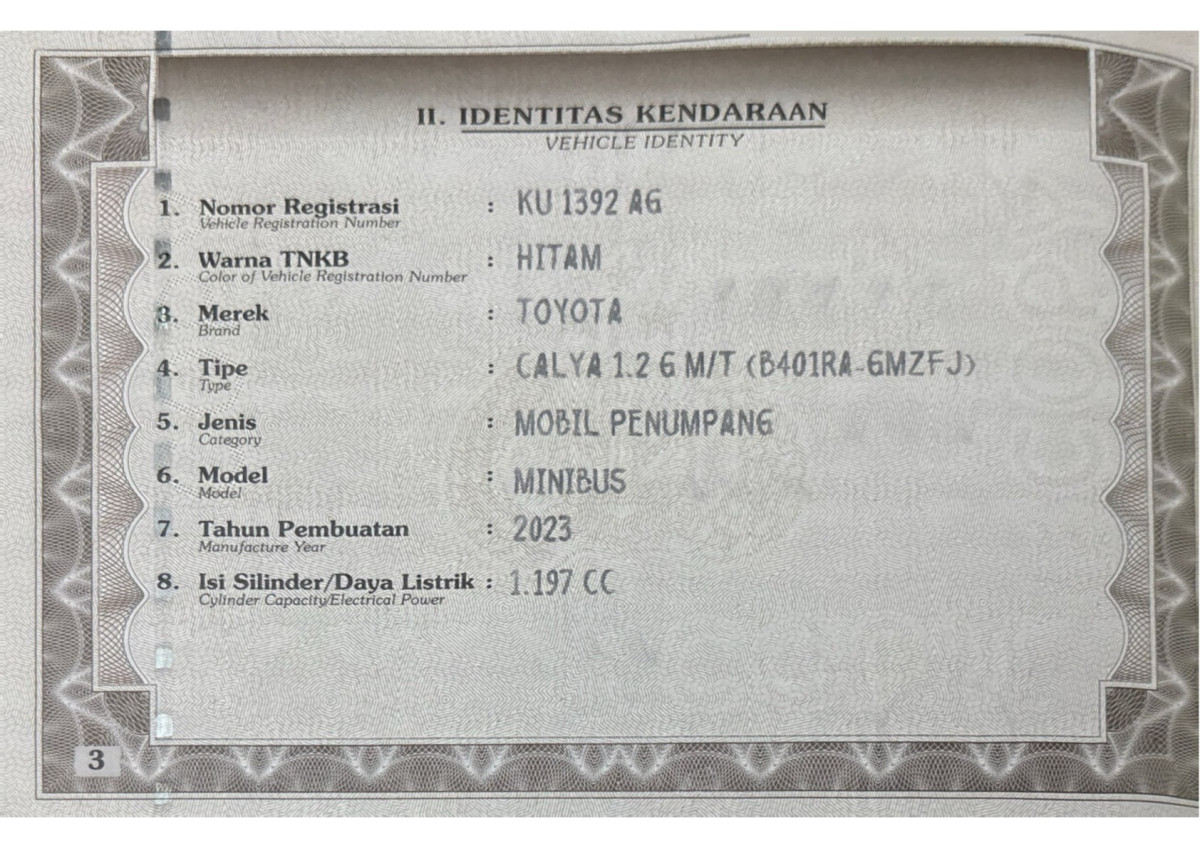 II. IDENTITAS KENDARAAN
VEHICLE IDENTITY
1. Nomor Registrasi : KU 1392 AG
Vehicle Registration Number
2. Warna TNKB : HITAM
Color of Vehicle Registration Number
3. Merek : TOYOTA
Brand
4. Tipe : CALYA 1.2 G M/T (B401RA-GMZFJ)
Type
5. Jenis : MOBIL PENUMPANG
Category
6. Model : MINIBUS
Model
7. Tahun Pembuatan : 2023
Manufacture Year
8. Isi Silinder/Daya Listrik : 1.197 CC
Cylinder Capacity/Electrical Power
3